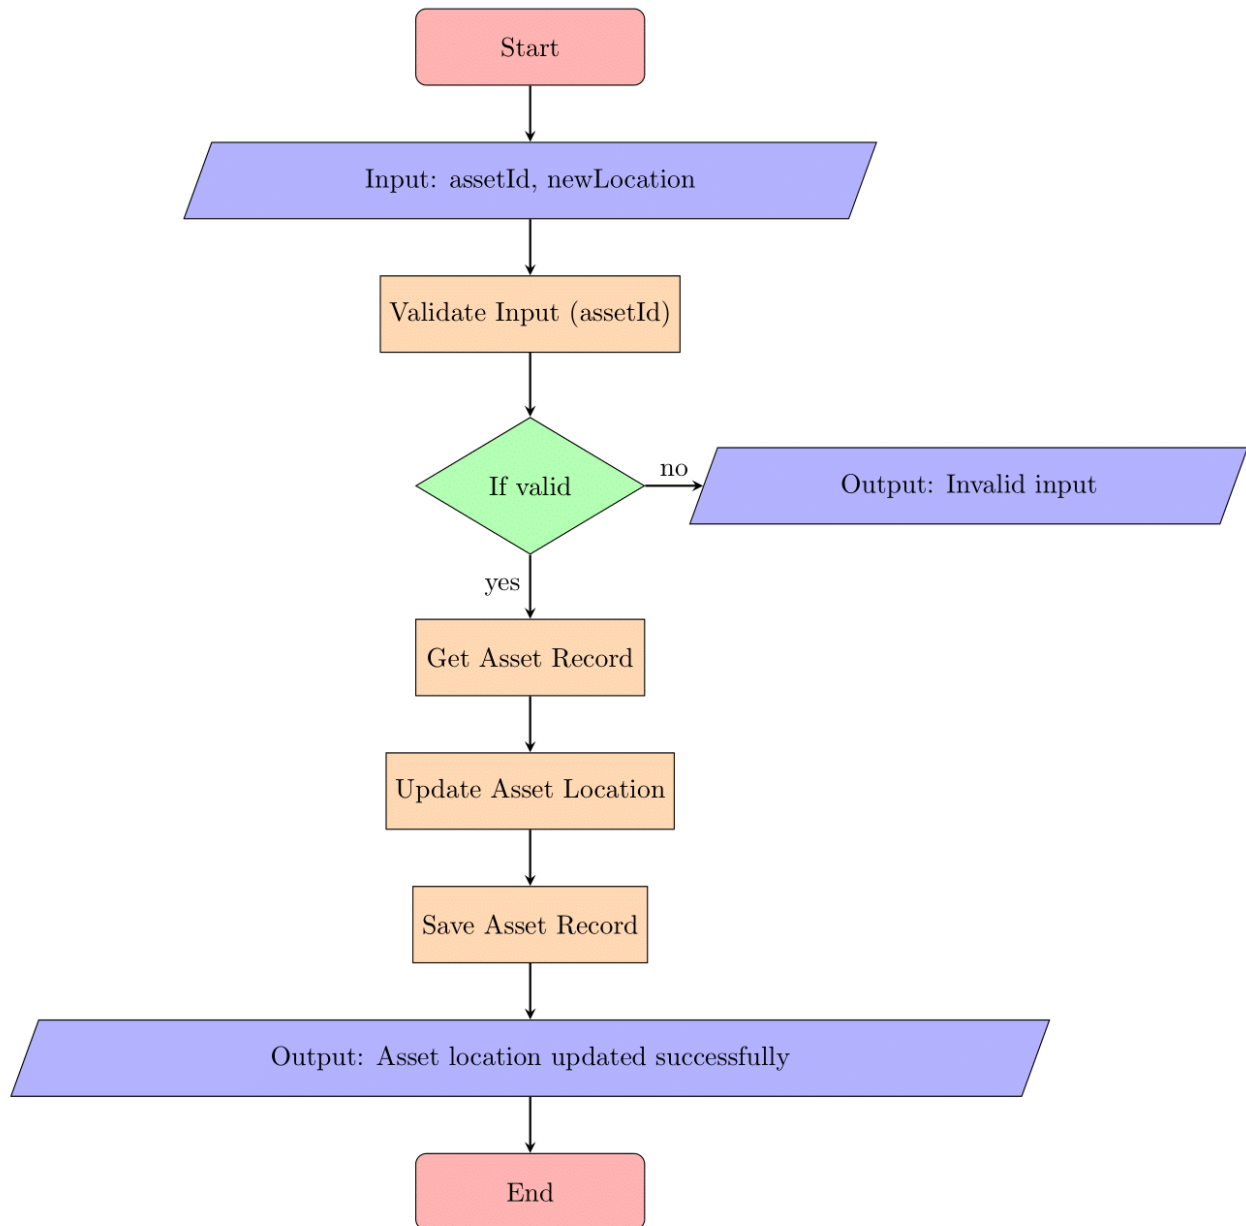 Start
Input: assetId, newLocation
Validate Input (assetId)
If valid
no
Output: Invalid input
yes
Get Asset Record
Update Asset Location
Save Asset Record
Output: Asset location updated successfully
End